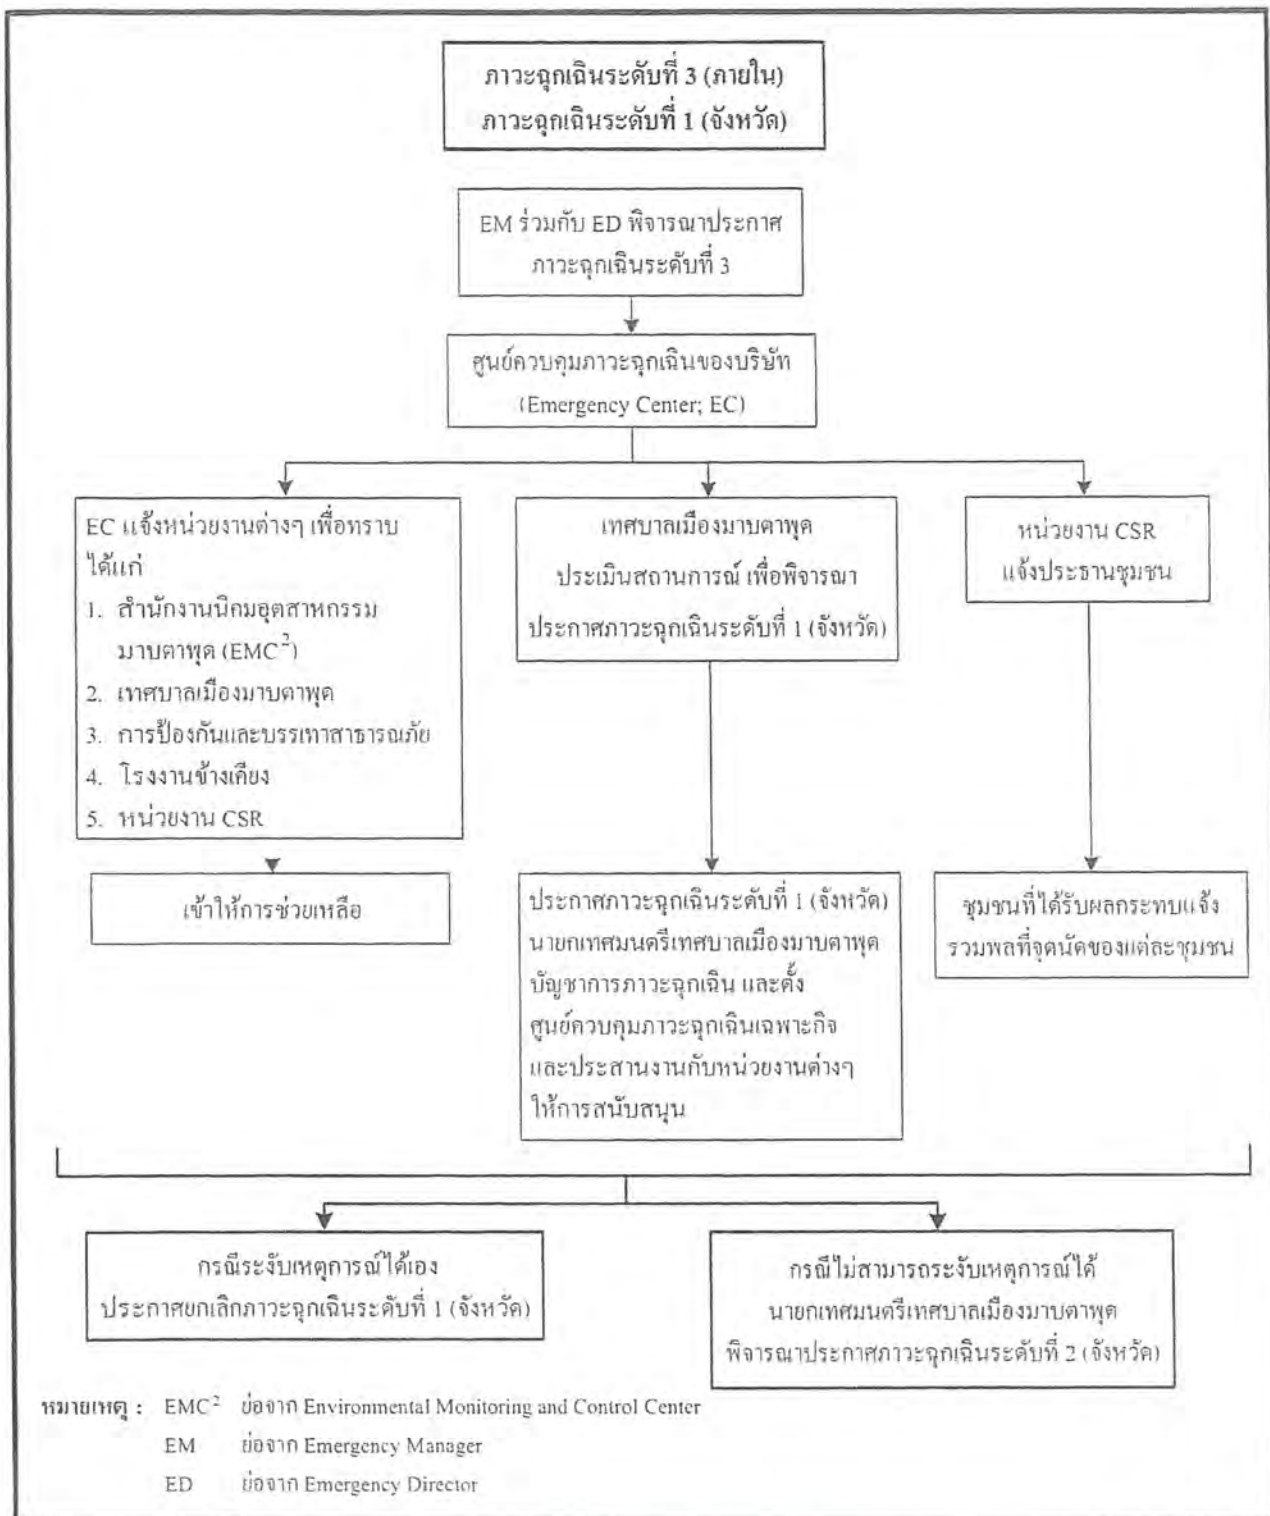 ภาวะฉุกเฉินระดับที่ 3 (ภายใน)
ภาวะฉุกเฉินระดับที่ 1 (จังหวัด)
EM ร่วมกับ ED พิจารณาประกาศ
ภาวะฉุกเฉินระดับที่ 3
ศูนย์ควบคุมภาวะฉุกเฉินของบริษัท
(Emergency Center; EC)
EC แจ้งหน่วยงานต่างๆ เพื่อทราบ
ได้แก่
1. สำนักงานนิคมอุตสาหกรรม
มาบตาพุด (EMC²)
2. เทศบาลเมืองมาบตาพุด
3. การป้องกันและบรรเทาสาธารณภัย
4. โรงงานข้างเคียง
5. หน่วยงาน CSR
เข้าให้การช่วยเหลือ
เทศบาลเมืองมาบตาพุด
ประเมินสถานการณ์ เพื่อพิจารณา
ประกาศภาวะฉุกเฉินระดับที่ 1 (จังหวัด)
ประกาศภาวะฉุกเฉินระดับที่ 1 (จังหวัด)
นายกเทศมนตรีเทศบาลเมืองมาบตาพุด
บัญชาการภาวะฉุกเฉิน และตั้ง
ศูนย์ควบคุมภาวะฉุกเฉินเฉพาะกิจ
และประสานงานกับหน่วยงานต่างๆ
ให้การสนับสนุน
หน่วยงาน CSR
แจ้งประธานชุมชน
ชุมชนที่ได้รับผลกระทบแจ้ง
รวมพลที่จุดนัดของแต่ละชุมชน
กรณีระงับเหตุการณ์ได้เอง
ประกาศยกเลิกภาวะฉุกเฉินระดับที่ 1 (จังหวัด)
กรณีไม่สามารถระงับเหตุการณ์ได้
นายกเทศมนตรีเทศบาลเมืองมาบตาพุด
พิจารณาประกาศภาวะฉุกเฉินระดับที่ 2 (จังหวัด)
หมายเหตุ : EMC² ย่อจาก Environmental Monitoring and Control Center
EM ย่อจาก Emergency Manager
ED ย่อจาก Emergency Director